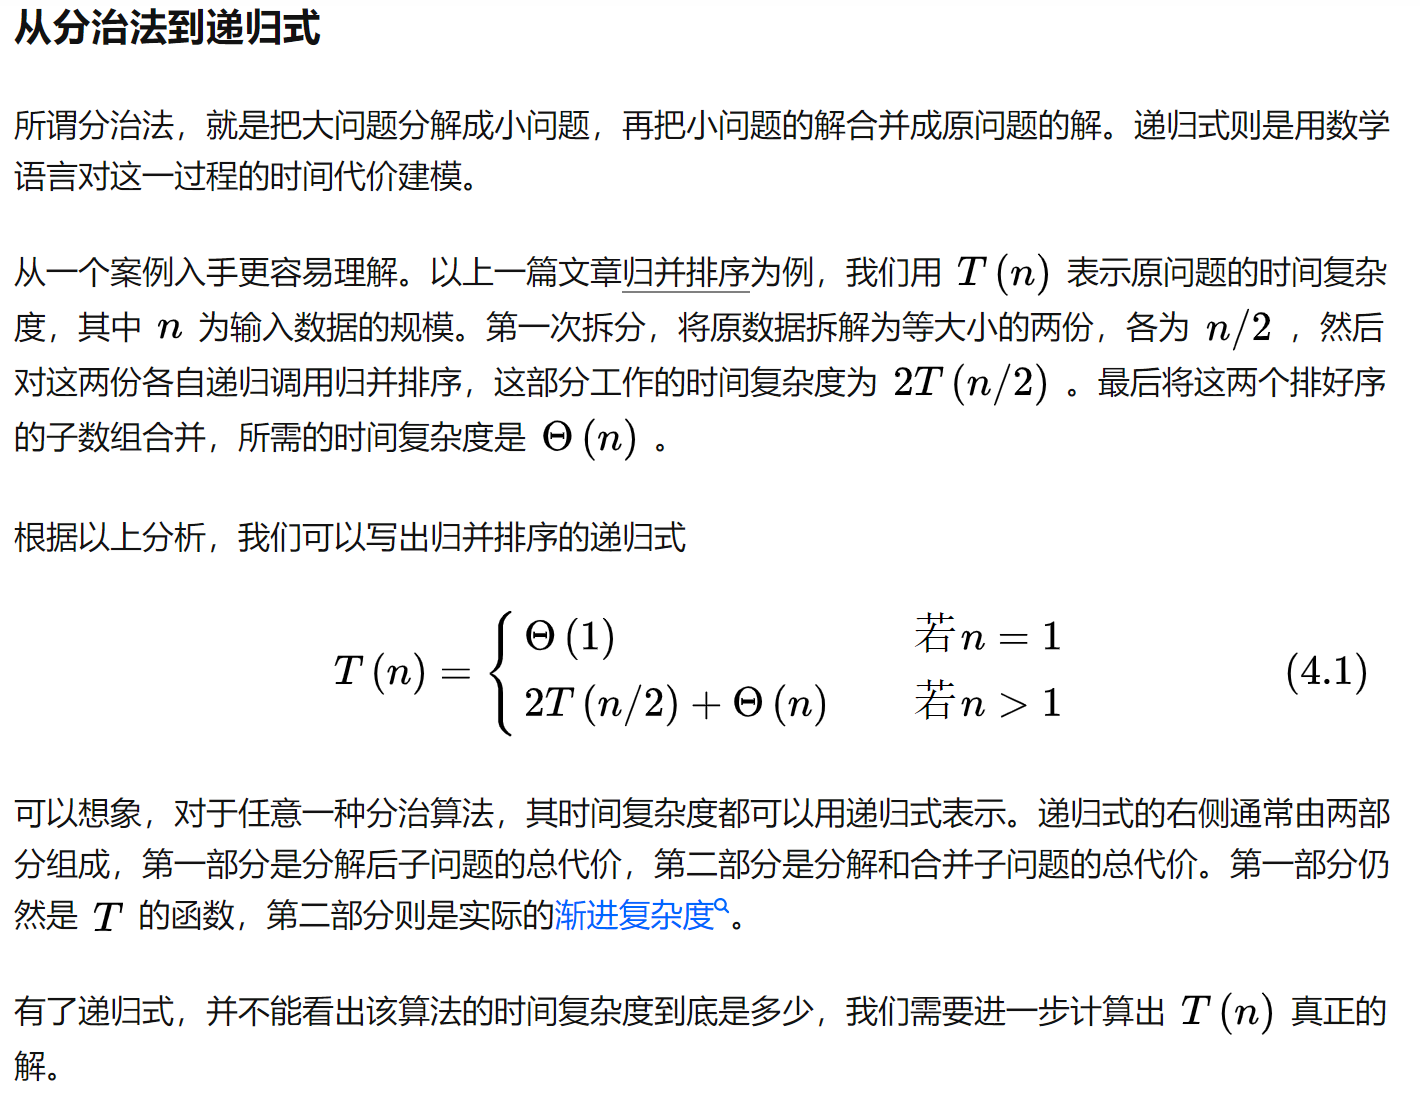 从分治法到递归式
所谓分治法，就是把大问题分解成小问题，再把小问题的解合并成原问题的解。递归式则是用数学
语言对这一过程的时间代价建模。
从一个案例入手更容易理解。以上一篇文章归并排序为例，我们用 T(n) 表示原问题的时间复杂
度，其中 n 为输入数据的规模。第一次拆分，将原数据拆解为等大小的两份，各为 n/2 ，然后
对这两份各自递归调用归并排序，这部分工作的时间复杂度为 2T(n/2) 。最后将这两个排好序
的子数组合并，所需的时间复杂度是 Θ(n) 。
根据以上分析，我们可以写出归并排序的递归式
Θ(1) 若n = 1
T(n) = { (4.1)
2T(n/2) + Θ(n) 若n > 1
可以想象，对于任意一种分治算法，其时间复杂度都可以用递归式表示。递归式的右侧通常由两部
分组成，第一部分是分解后子问题的总代价，第二部分是分解和合并子问题的总代价。第一部分仍
然是 T 的函数，第二部分则是实际的渐进复杂度。
有了递归式，并不能看出该算法的时间复杂度到底是多少，我们需要进一步计算出 T(n) 真正的
解。